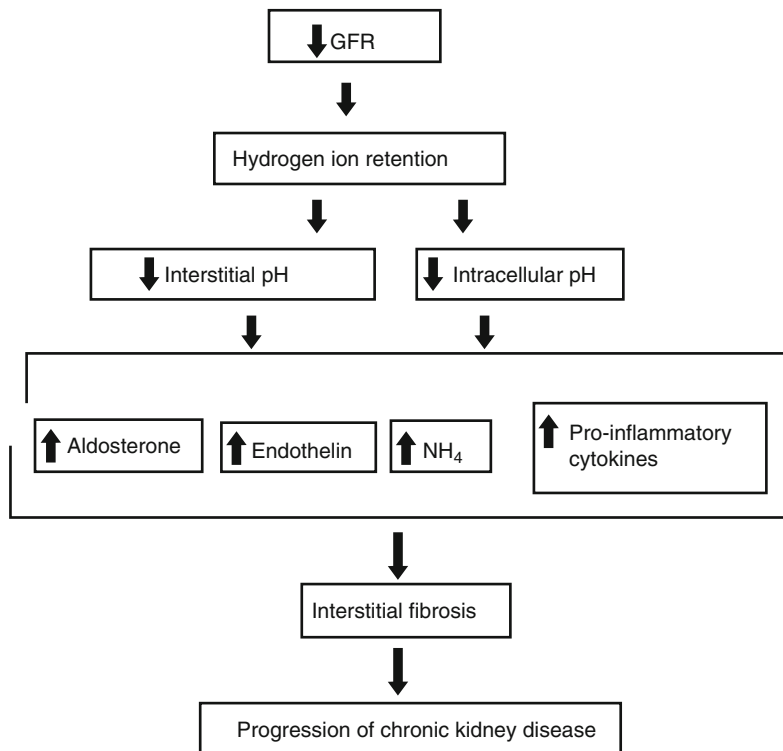 GFR
Hydrogen ion retention
Interstitial pH
Intracellular pH
Aldosterone
Endothelin
NH₄
Pro-inflammatory
cytokines
Interstitial fibrosis
Progression of chronic kidney disease